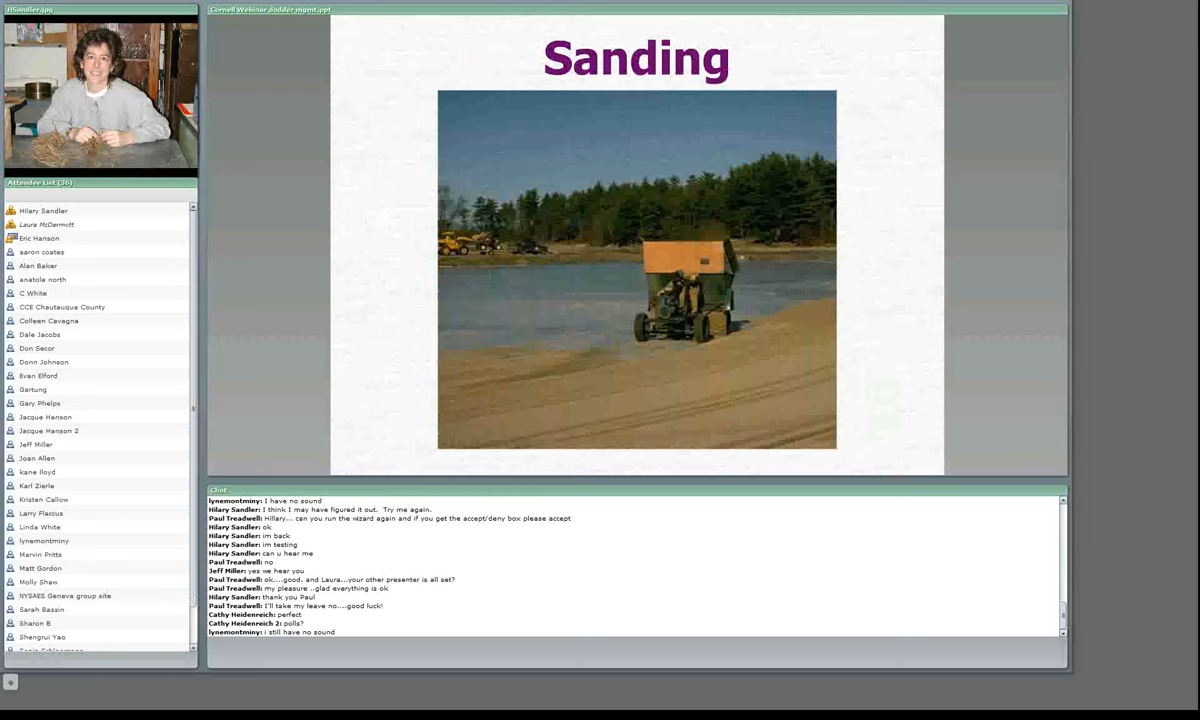 HSandler.jpg
Attendee List (36)
Hilary Sandler
Laura McDermott
Eric Hanson
aaron coates
Alan Baker
anatole north
C White
CCE Chautauqua County
Colleen Cavagna
Dale Jacobs
Don Secor
Donn Johnson
Evan Elford
Gartung
Gary Phelps
Jacque Hanson
Jacque Hanson 2
Jeff Miller
Joan Allen
kane lloyd
Karl Zierle
Kristen Callow
Larry Flaccus
Linda White
lynemontminy
Marvin Pritts
Matt Gordon
Molly Shaw
NYSAES Geneva group site
Sarah Bassin
Sharon B
Shengrui Yao
Cornell Webinar dodder mgmt.ppt
Sanding
Chat
lynemontminy: I have no sound
Hilary Sandler: I think I may have figured it out. Try me again.
Paul Treadwell: Hillary... can you run the wizard again and if you get the accept/deny box please accept
Hilary Sandler: ok
Hilary Sandler: im back
Hilary Sandler: im testing
Hilary Sandler: can u hear me
Paul Treadwell: no
Jeff Miller: yes we hear you
Paul Treadwell: ok....good. and Laura...your other presenter is all set?
Paul Treadwell: my pleasure ..glad everything is ok
Hilary Sandler: thank you Paul
Paul Treadwell: I'll take my leave no....good luck!
Cathy Heidenreich: perfect
Cathy Heidenreich 2: polls?
lynemontminy: i still have no sound